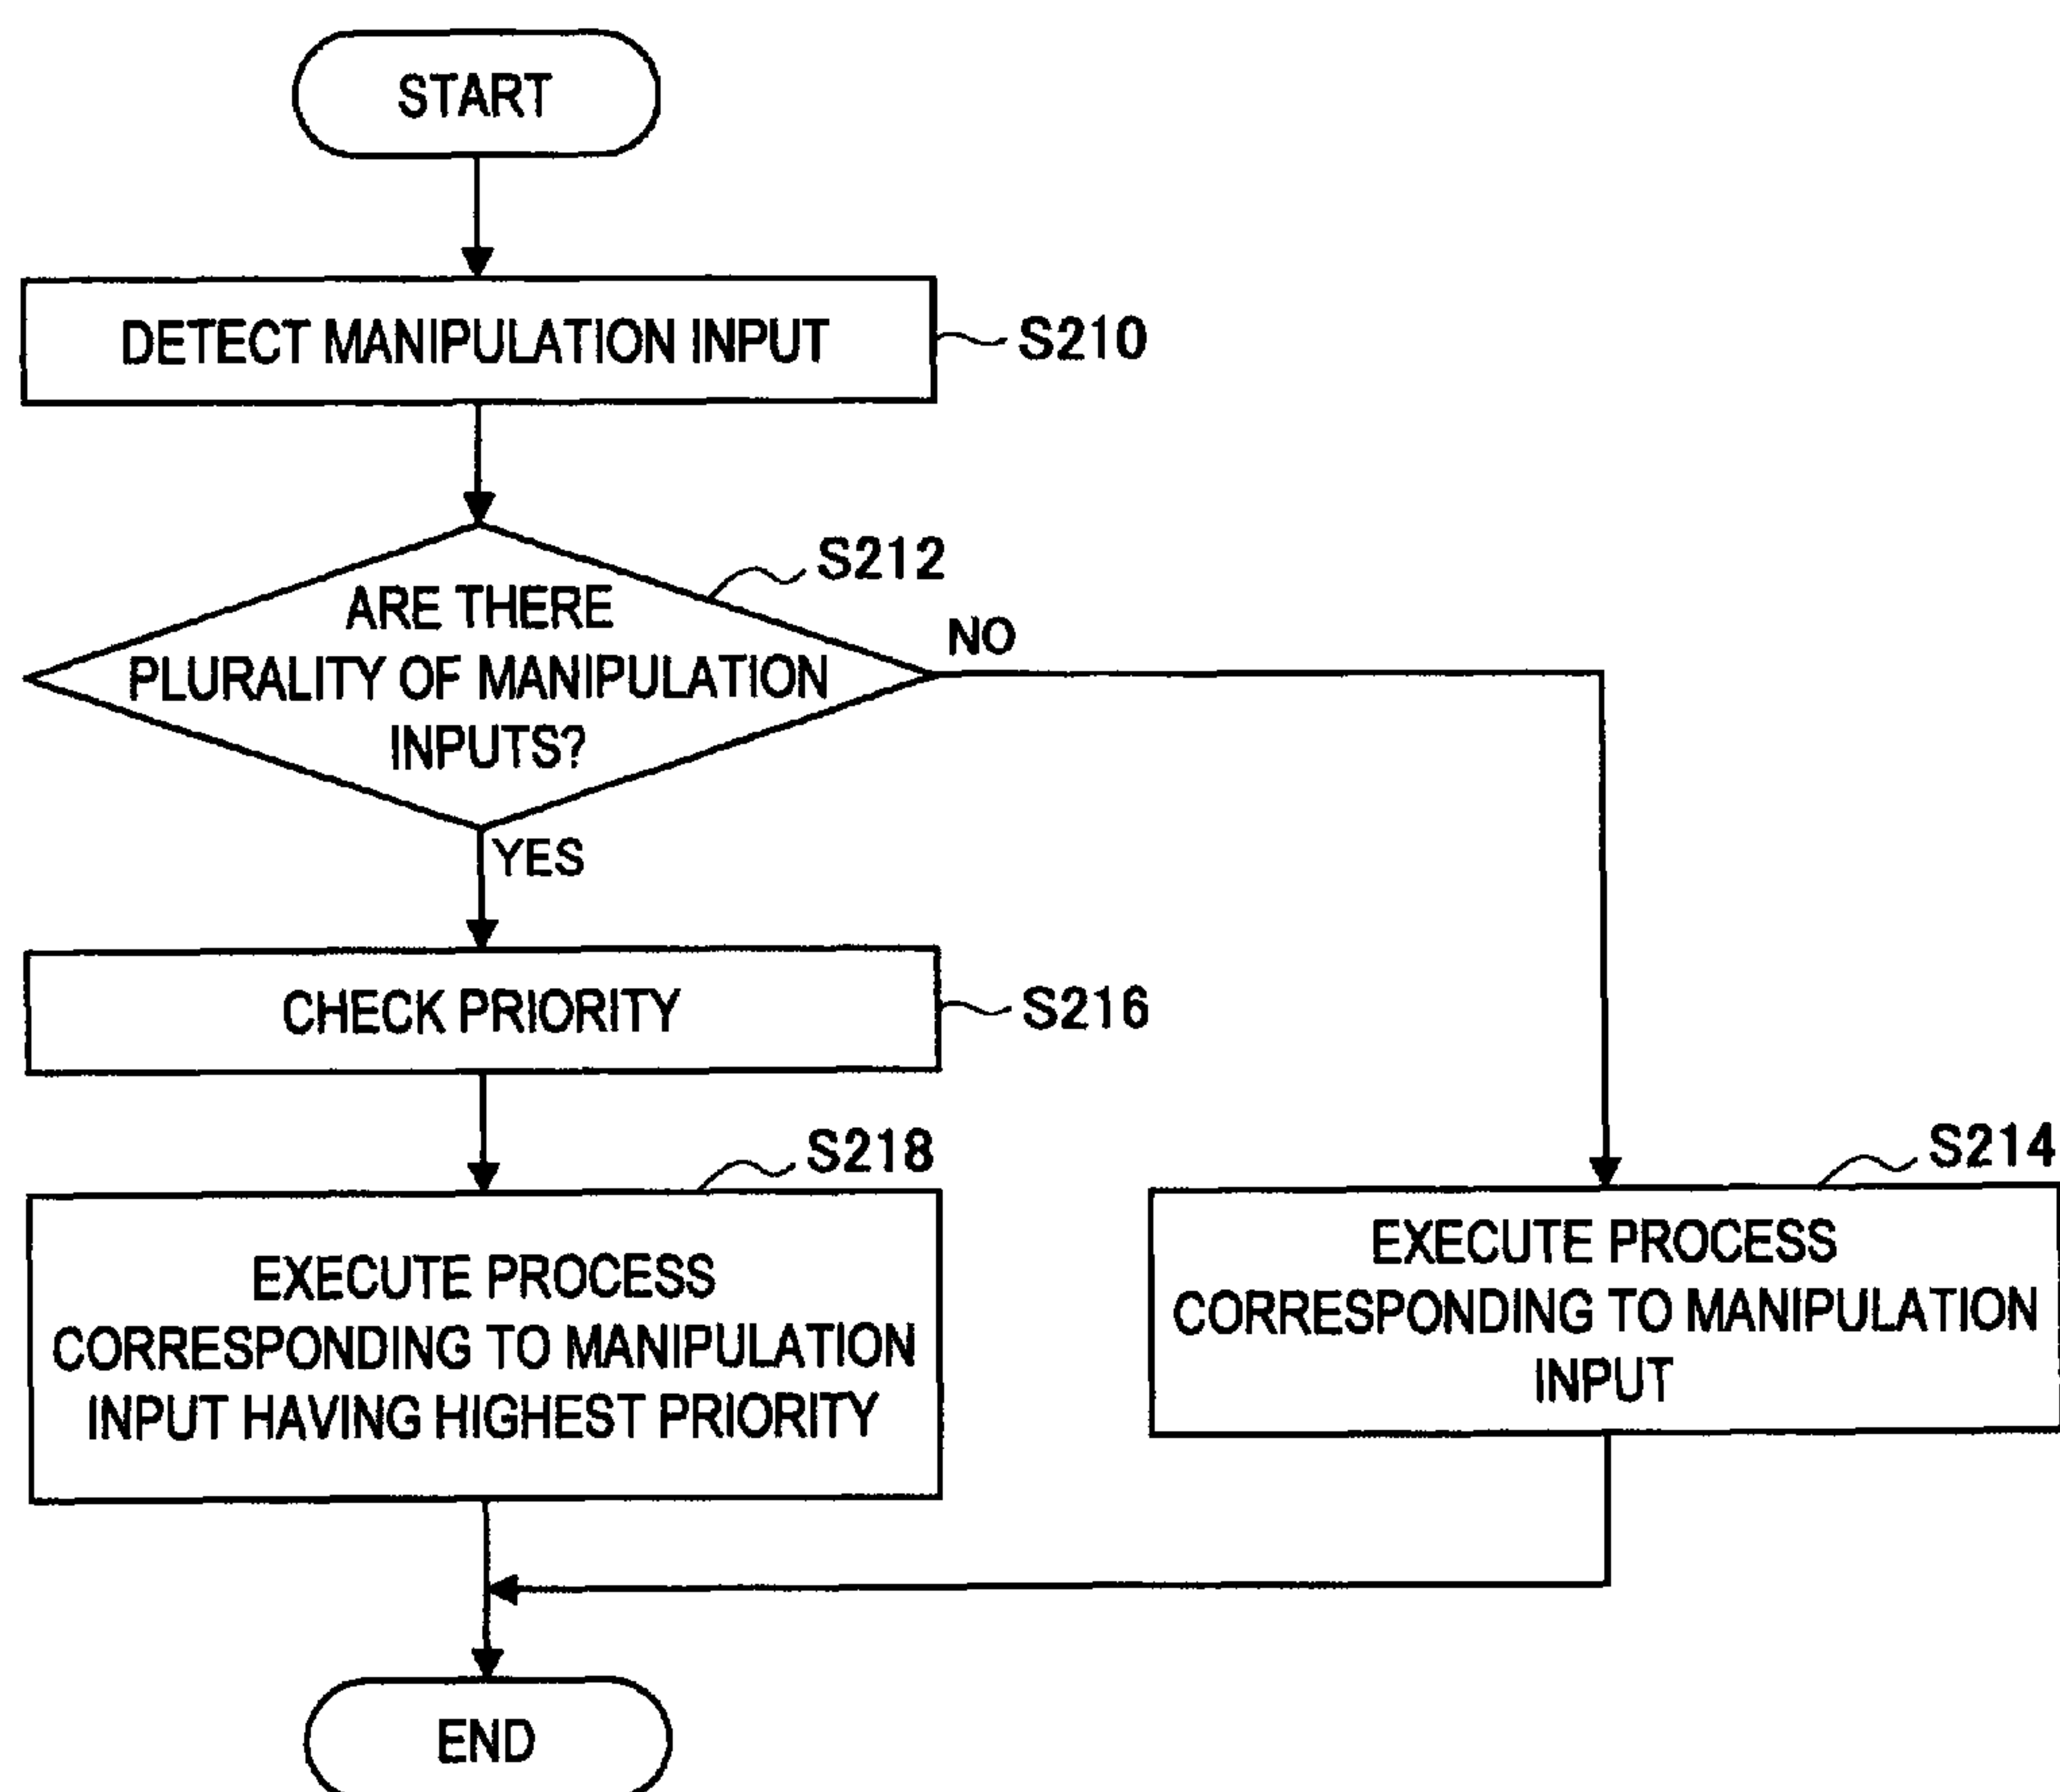 START
DETECT MANIPULATION INPUT
S210
S212
ARE THERE
PLURALITY OF MANIPULATION
INPUTS?
NO
YES
CHECK PRIORITY
S216
S218
EXECUTE PROCESS
CORRESPONDING TO MANIPULATION
INPUT HAVING HIGHEST PRIORITY
S214
EXECUTE PROCESS
CORRESPONDING TO MANIPULATION
INPUT
END